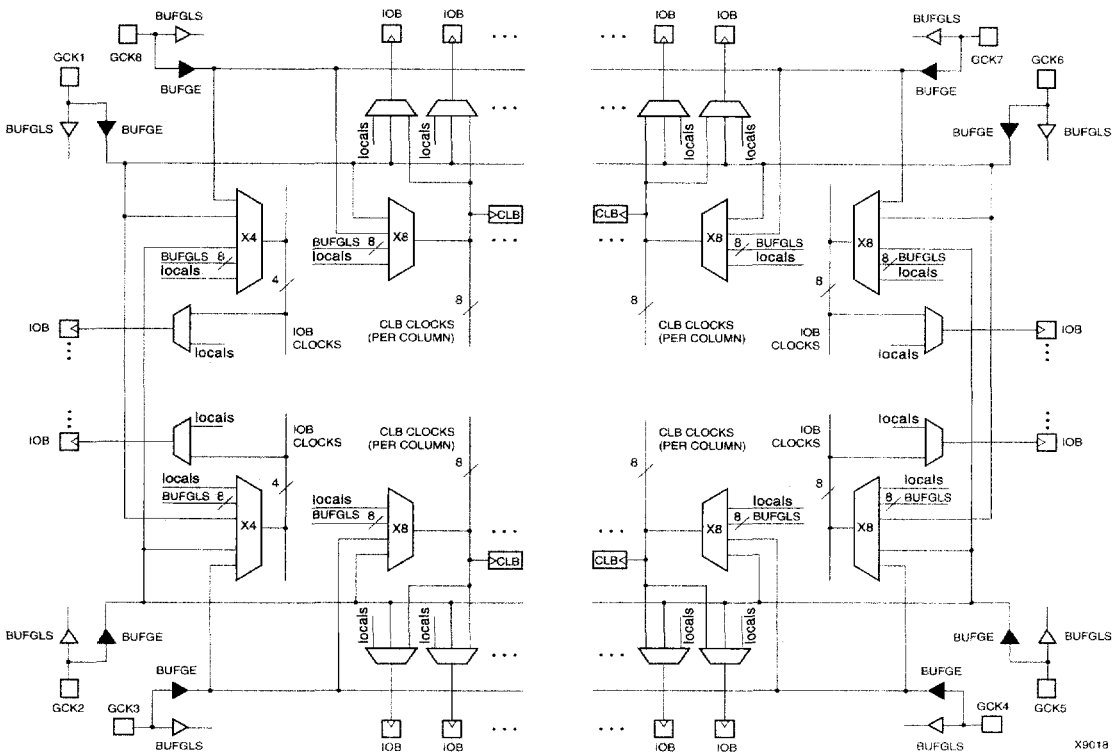 BUFGLS IOB IOB IOB IOB BUFGLS
GCK1 GCK8 GCK7 GCK6
BUFGE BUFGE
BUFGLS BUFGE BUFGE BUFGLS
locals locals locals locals
CLB CLB
X4 X8 X8 X8
BUFGLS 8 BUFGLS 8 8 BUFGLS 8 BUFGLS
locals locals locals locals
4 8 8 8
IOB IOB CLOCKS CLB CLOCKS (PER COLUMN) CLB CLOCKS (PER COLUMN) IOB CLOCKS IOB
locals locals
locals locals
IOB IOB CLOCKS CLB CLOCKS (PER COLUMN) CLB CLOCKS (PER COLUMN) IOB CLOCKS IOB
4 8 8 8
locals locals locals locals
BUFGLS 8 BUFGLS 8 8 BUFGLS 8 BUFGLS
X4 X8 X8 X8
CLB CLB
locals locals locals locals
BUFGLS BUFGE BUFGE BUFGLS
BUFGE BUFGE
GCK2 GCK3 GCK4 GCK5
BUFGLS IOB IOB IOB IOB BUFGLS
X9018